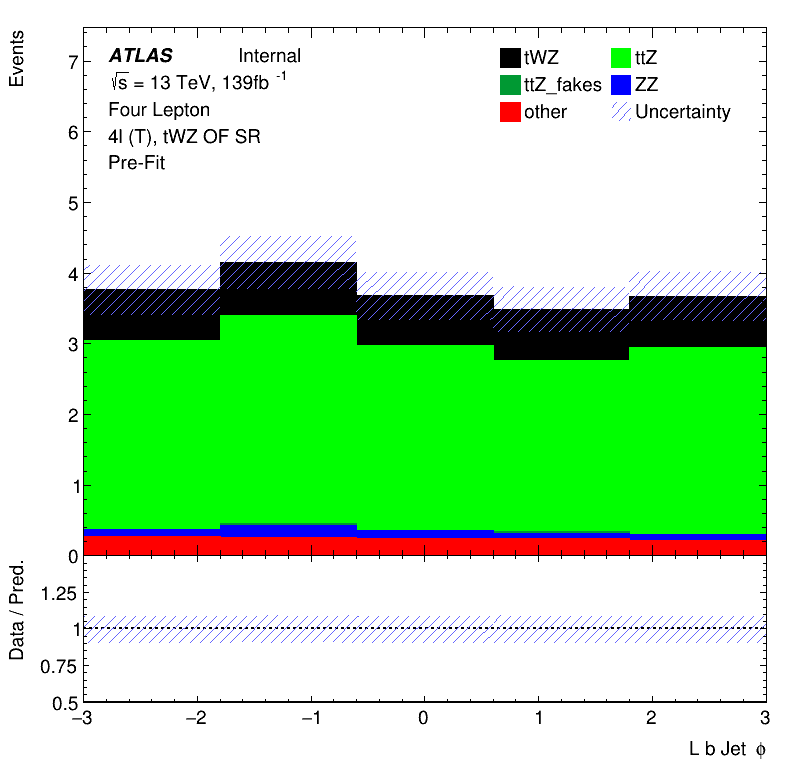 Events
7
6
5
4
3
2
1
0
ATLAS Internal
√s = 13 TeV, 139fb -1
Four Lepton
4l (T), tWZ OF SR
Pre-Fit
tWZ ttZ
ttZ_fakes ZZ
other Uncertainty
Data / Pred.
1.25
1
0.75
0.5
−3 −2 −1 0 1 2 3
L b Jet ϕ